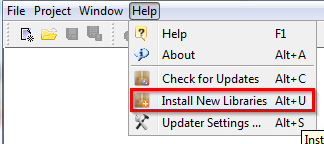 File Project Window Help
Help F1
About Alt+A
Check for Updates Alt+C
Install New Libraries Alt+U
Updater Settings ... Alt+S
Inst